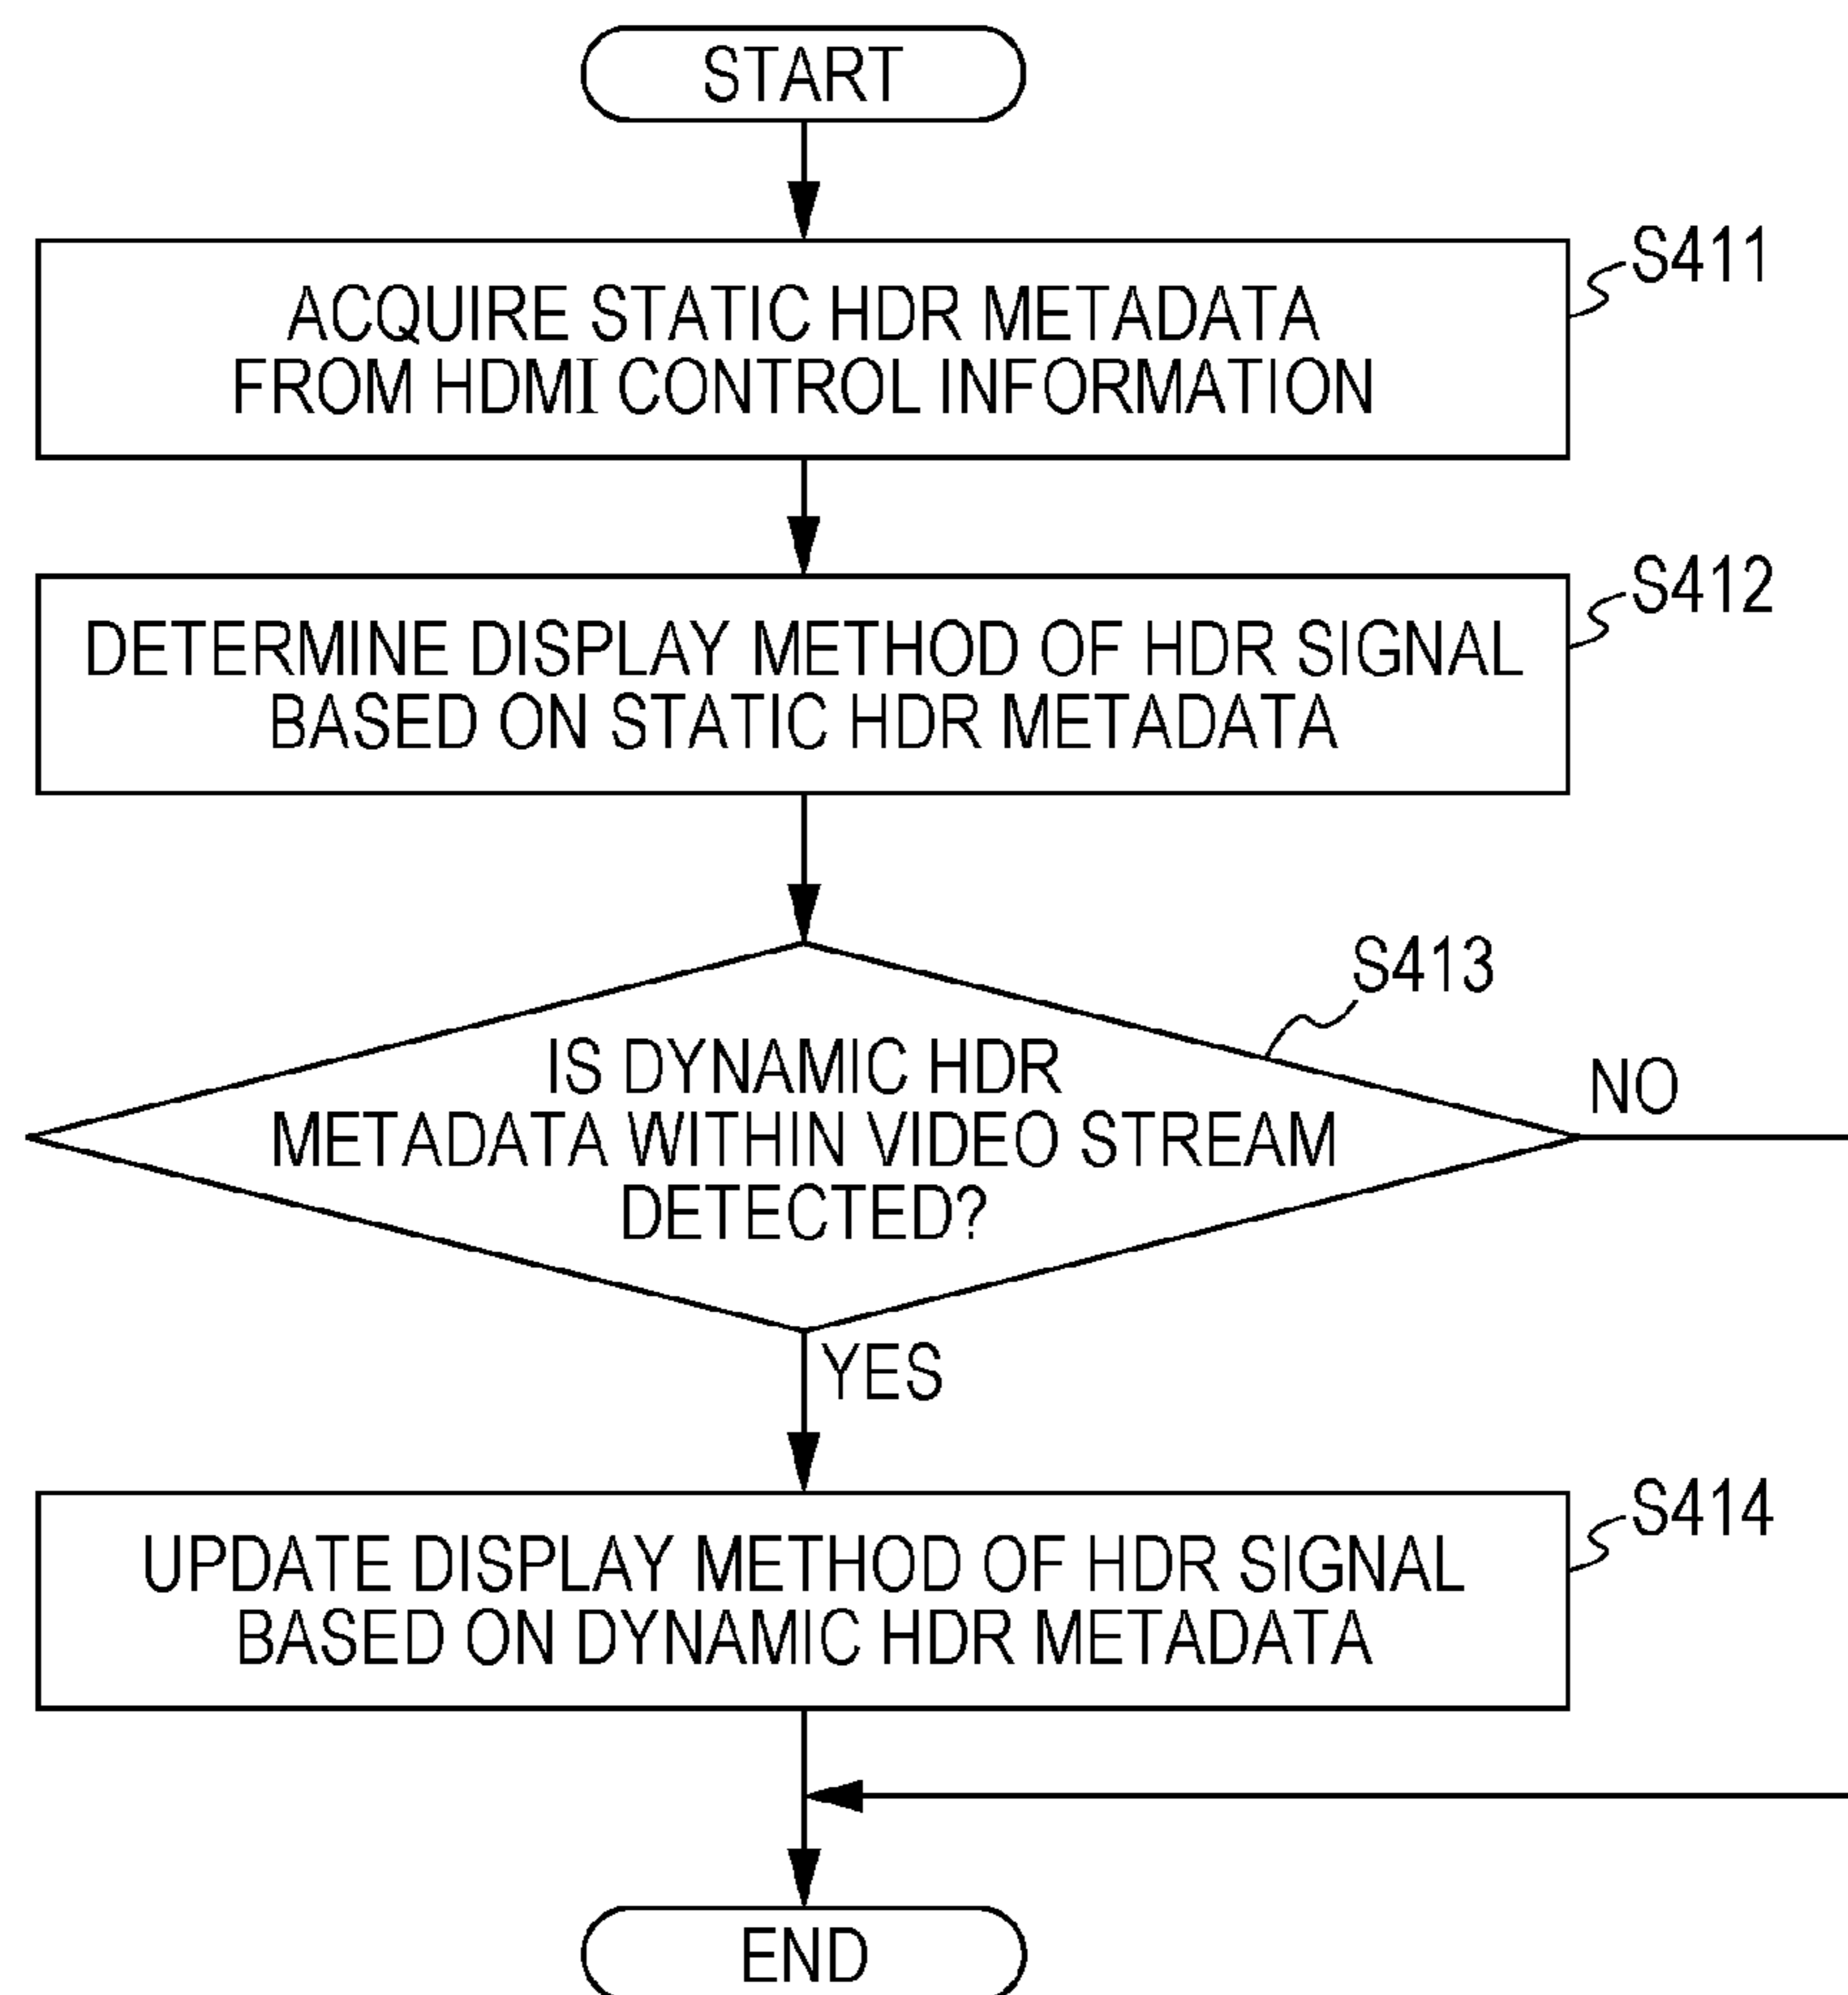 START
S411
ACQUIRE STATIC HDR METADATA
FROM HDMI CONTROL INFORMATION
S412
DETERMINE DISPLAY METHOD OF HDR SIGNAL
BASED ON STATIC HDR METADATA
S413
IS DYNAMIC HDR
METADATA WITHIN VIDEO STREAM
DETECTED?
NO
YES
S414
UPDATE DISPLAY METHOD OF HDR SIGNAL
BASED ON DYNAMIC HDR METADATA
END